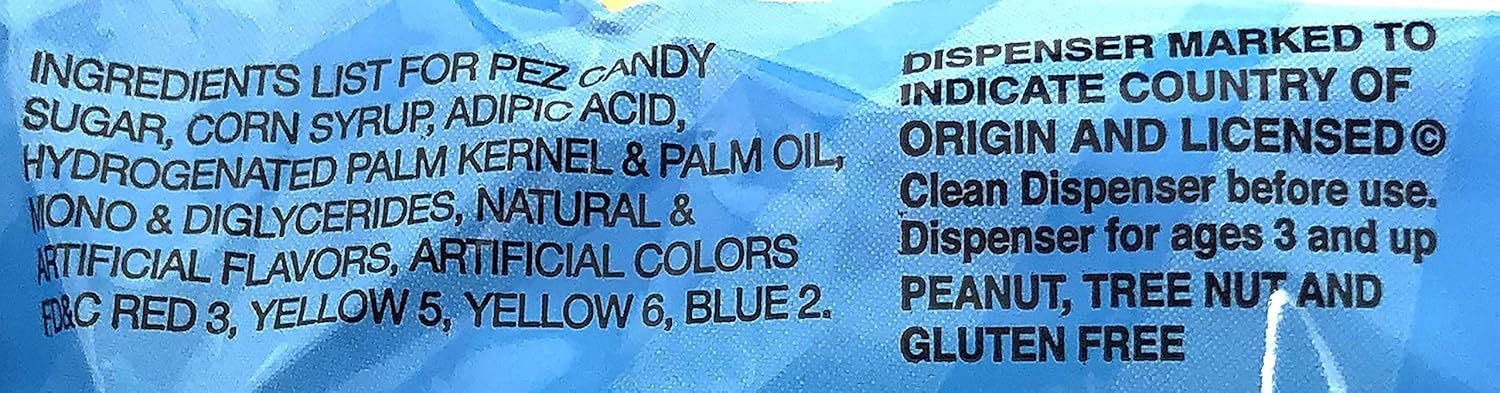 INGREDIENTS LIST FOR PEZ CANDY
SUGAR, CORN SYRUP, ADIPIC ACID,
HYDROGENATED PALM KERNEL & PALM OIL,
MONO & DIGLYCERIDES, NATURAL &
ARTIFICIAL FLAVORS, ARTIFICIAL COLORS
FD&C RED 3, YELLOW 5, YELLOW 6, BLUE 2.
DISPENSER MARKED TO
INDICATE COUNTRY OF
ORIGIN AND LICENSED©
Clean Dispenser before use.
Dispenser for ages 3 and up
PEANUT, TREE NUT AND
GLUTEN FREE